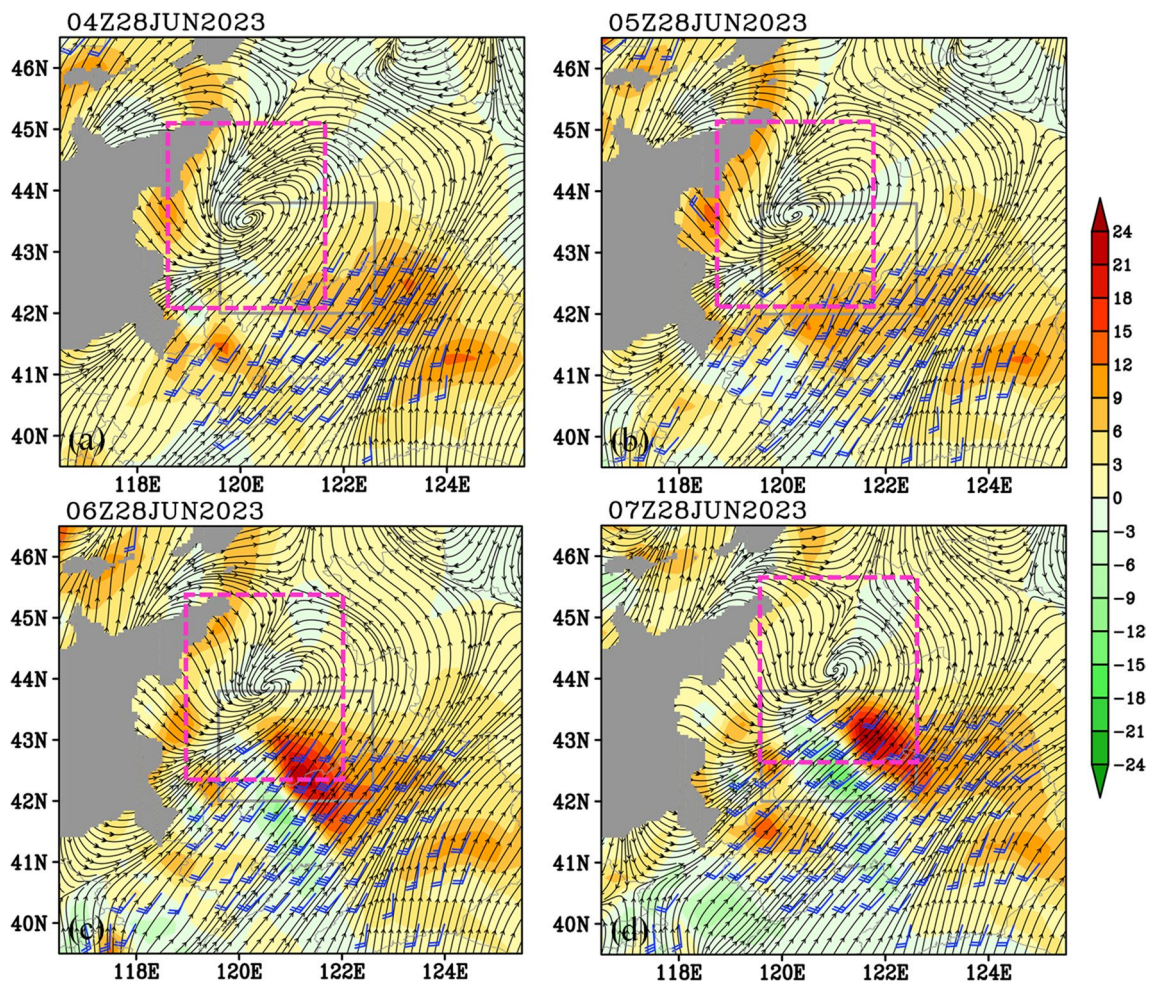 04Z28JUN2023
05Z28JUN2023
46N
45N
44N
43N
42N
41N
40N
(a)
118E
120E
122E
124E
46N
45N
44N
43N
42N
41N
40N
(b)
118E
120E
122E
124E
06Z28JUN2023
07Z28JUN2023
46N
45N
44N
43N
42N
41N
40N
(c)
118E
120E
122E
124E
46N
45N
44N
43N
42N
41N
40N
(d)
118E
120E
122E
124E
24
21
18
15
12
9
6
3
0
-3
-6
-9
-12
-15
-18
-21
-24